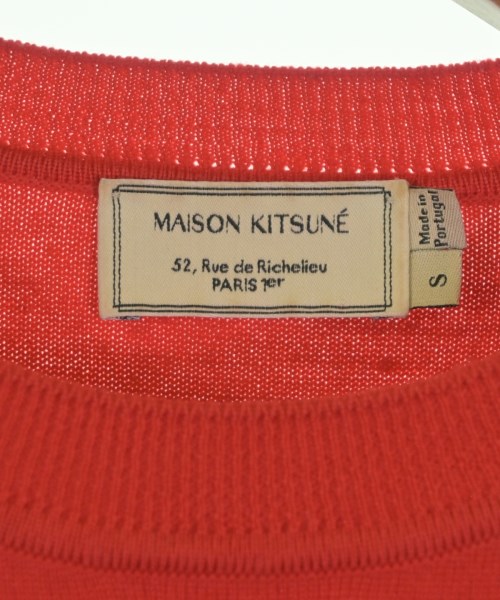 MAISON KITSUNÉ
52, Rue de Richelieu
PARIS 1er
Made in
Portugal
S